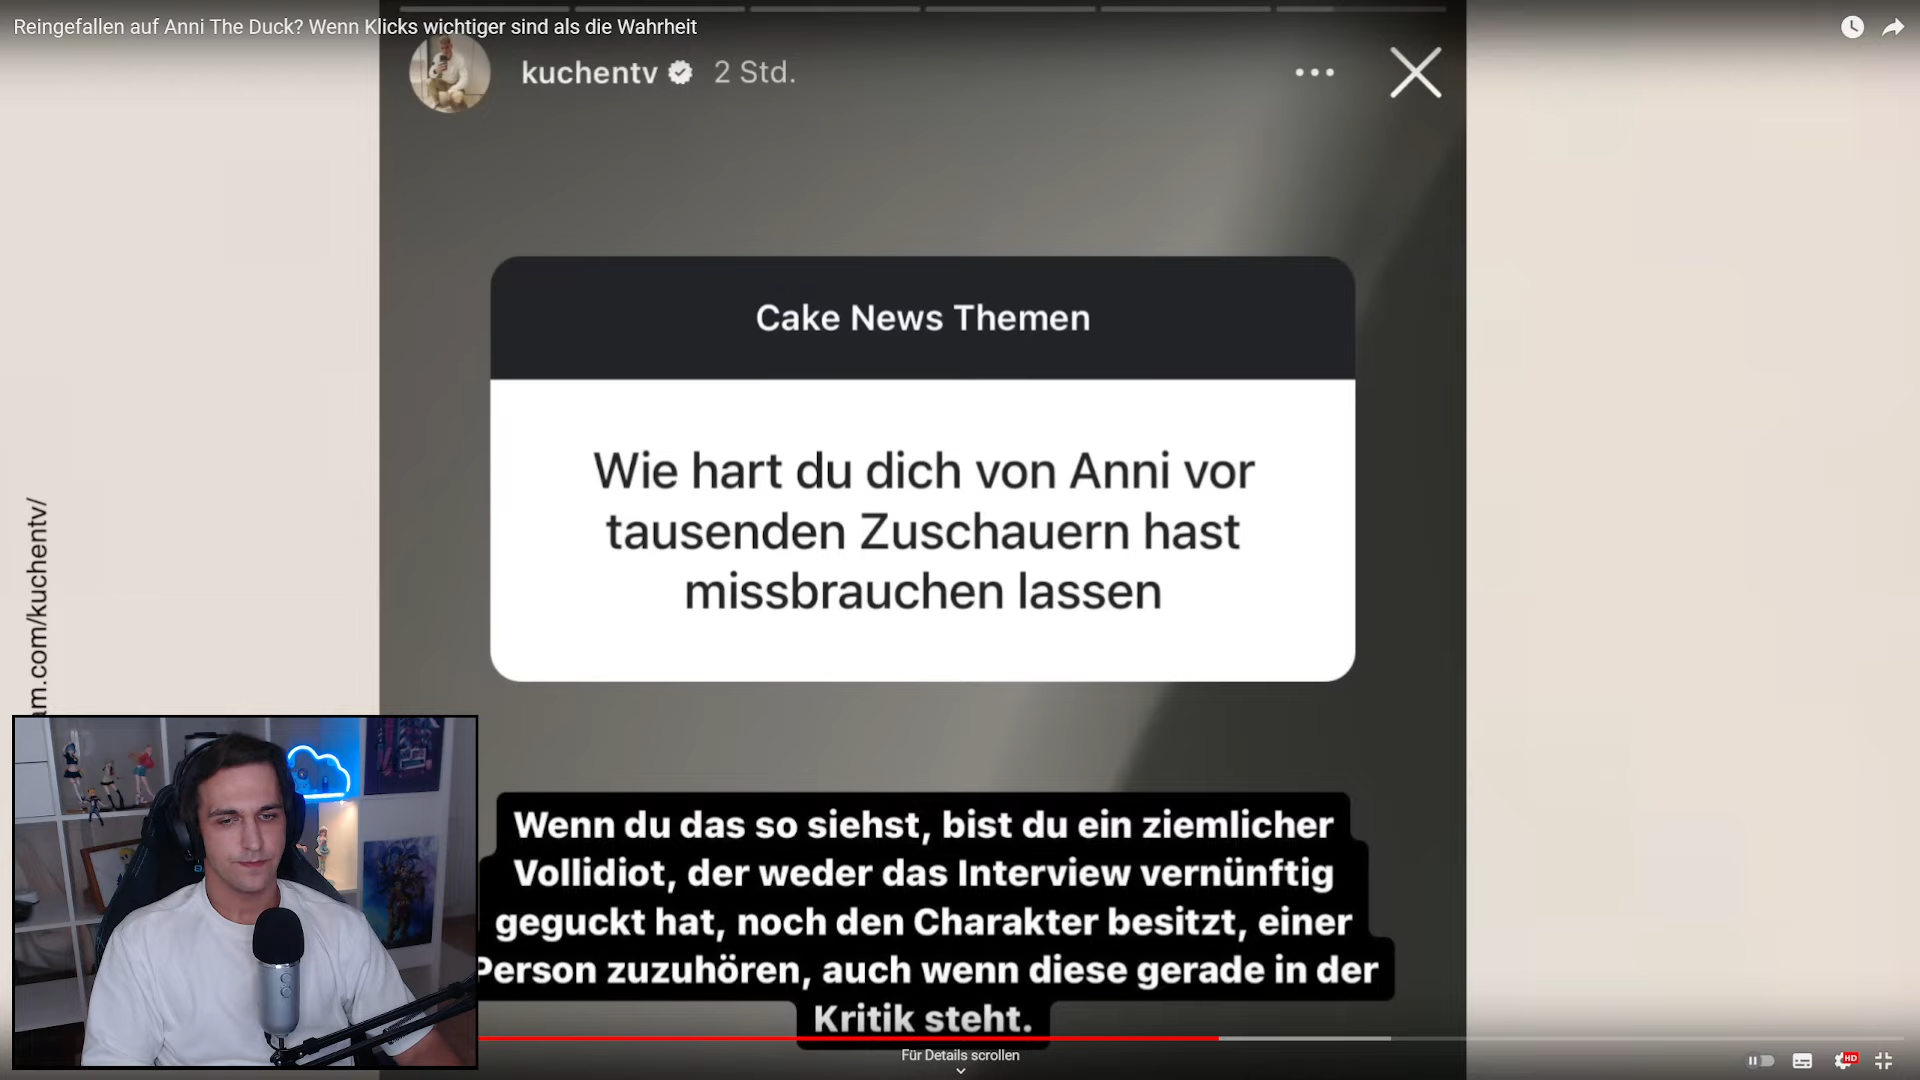 Reingefallen auf Anni The Duck? Wenn Klicks wichtiger sind als die Wahrheit
kuchentv 2 Std.
Cake News Themen
Wie hart du dich von Anni vor
tausenden Zuschauern hast
missbrauchen lassen
am.com/kuchentv/
Wenn du das so siehst, bist du ein ziemlicher
Vollidiot, der weder das Interview vernünftig
geguckt hat, noch den Charakter besitzt, einer
Person zuzuhören, auch wenn diese gerade in der
Kritik steht.
Für Details scrollen
HD